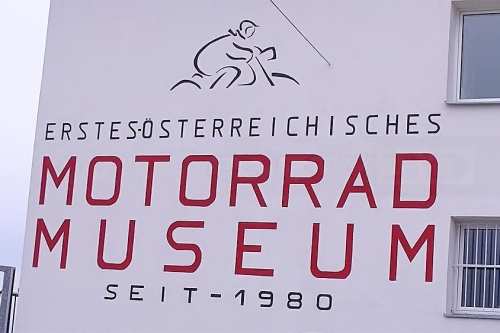 ERSTES-ÖSTERREICHISCHES
MOTORRAD
MUSEUM
SEIT-1980